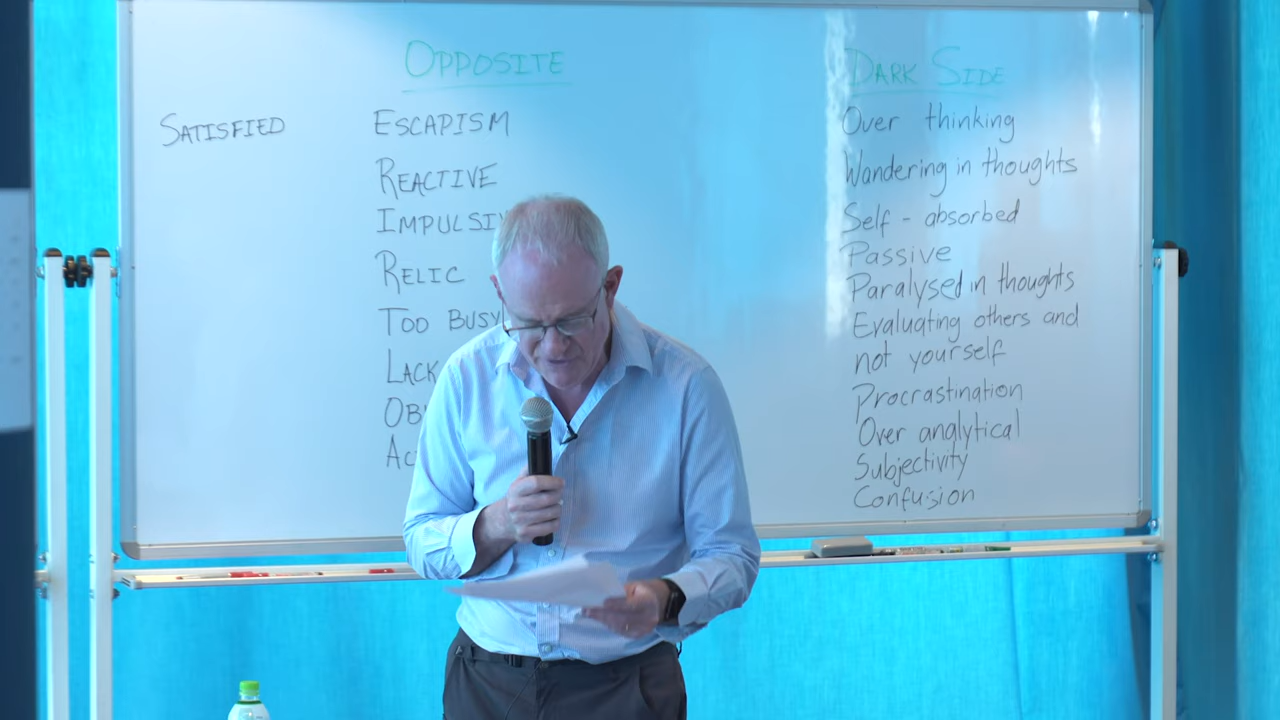 OPPOSITE
SATISFIED
ESCAPISM
REACTIVE
RELIC
TOO BUSY
LACK
DARK SIDE
Over thinking
Wandering in thoughts
Self - absorbed
Passive
Paralysed in thoughts
Evaluating others and
not yourself
Procrastination
Over analytical
Subjectivity
Confusion